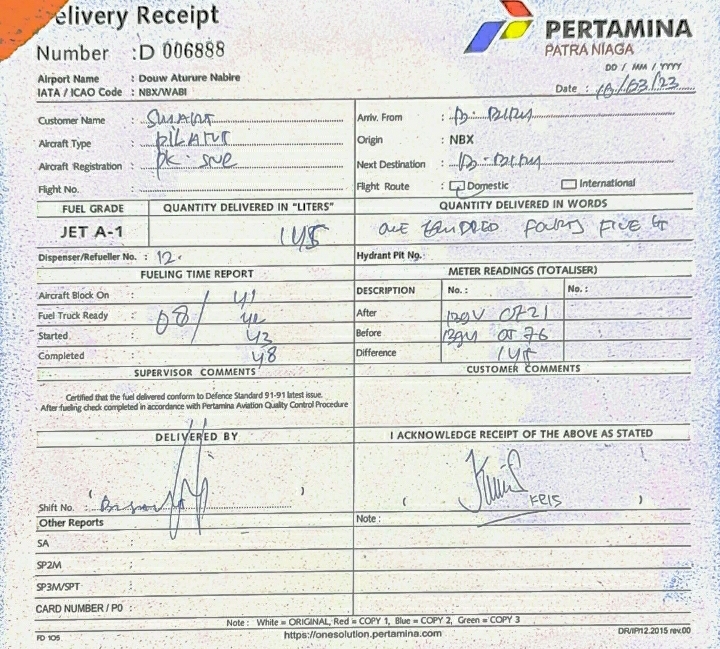 elivery Receipt
Number : D 006888
PERTAMINA
PATRA NIAGA
Airport Name : Douw Aturure Nabire
IATA / ICAO Code : NBX/WABI
DD / MM / YYYY
Date : /03/23
Customer Name : SMART
Aircraft Type : PILATUS
Aircraft Registration : PK. SNE
Flight No. :
Arriv. From :
Origin : NBX
Next Destination :
Flight Route : Domestic International
FUEL GRADE
JET A-1
QUANTITY DELIVERED IN "LITERS"
145
QUANTITY DELIVERED IN WORDS
ONE HUNDRED FOURTY FIVE LT
Dispenser/Refueller No. : 12.
Hydrant Pit No.:
FUELING TIME REPORT
Aircraft Block On 41
Fuel Truck Ready 08 / 42
Started 43
Completed 48
METER READINGS (TOTALISER)
DESCRIPTION No. : No. :
After
Before
Difference 145
SUPERVISOR COMMENTS
CUSTOMER COMMENTS
Certified that the fuel delivered conform to Defence Standard 91-91 latest issue.
After fueling check completed in accordance with Pertamina Aviation Quality Control Procedure
DELIVERED BY
I ACKNOWLEDGE RECEIPT OF THE ABOVE AS STATED
Shift No. : ( )
( KRIS )
Other Reports
Note :
SA :
SP2M :
SP3M/SPT :
CARD NUMBER / PO :
Note : White = ORIGINAL, Red = COPY 1, Blue = COPY 2, Green = COPY 3
FD 105
https://onesolution.pertamina.com
DR/IP/12.2015 rev.00